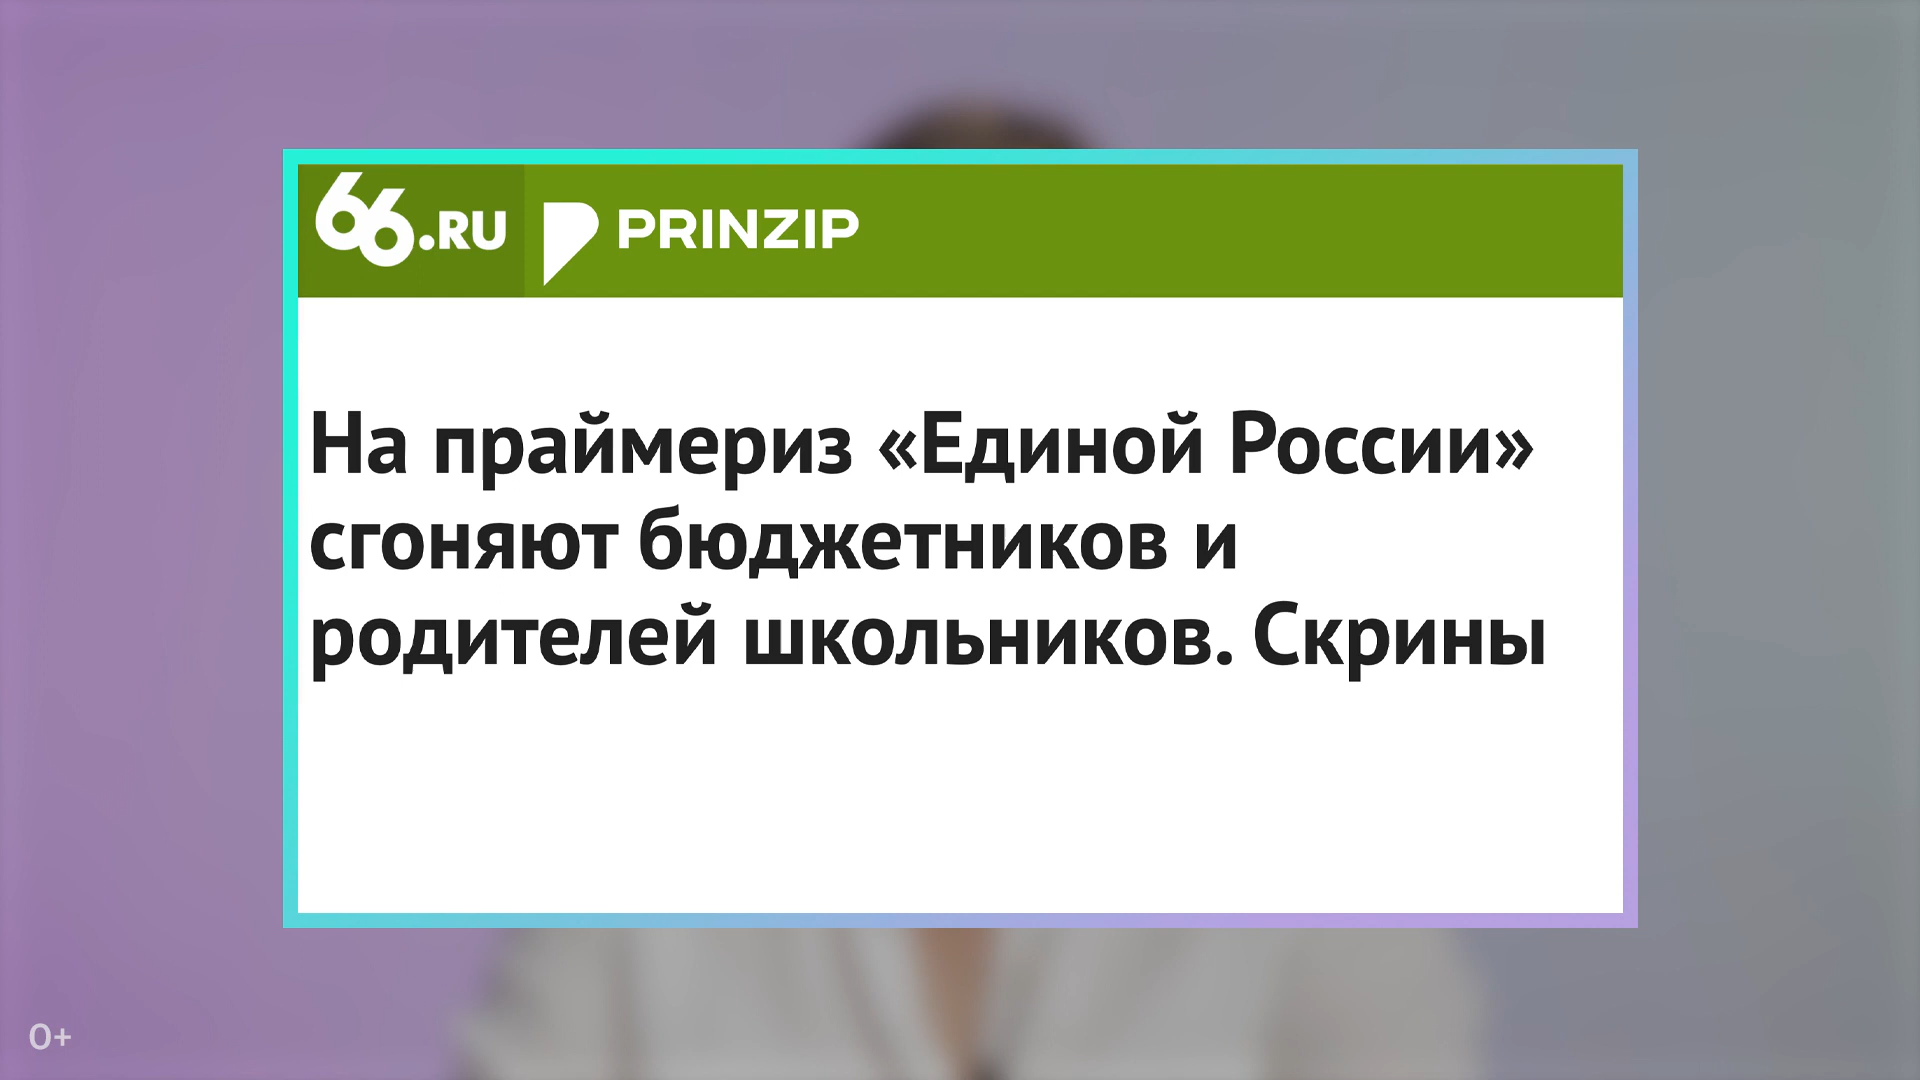 66.RU PRINZIP
На праймериз «Единой России»
сгоняют бюджетников и
родителей школьников. Скрины
0+